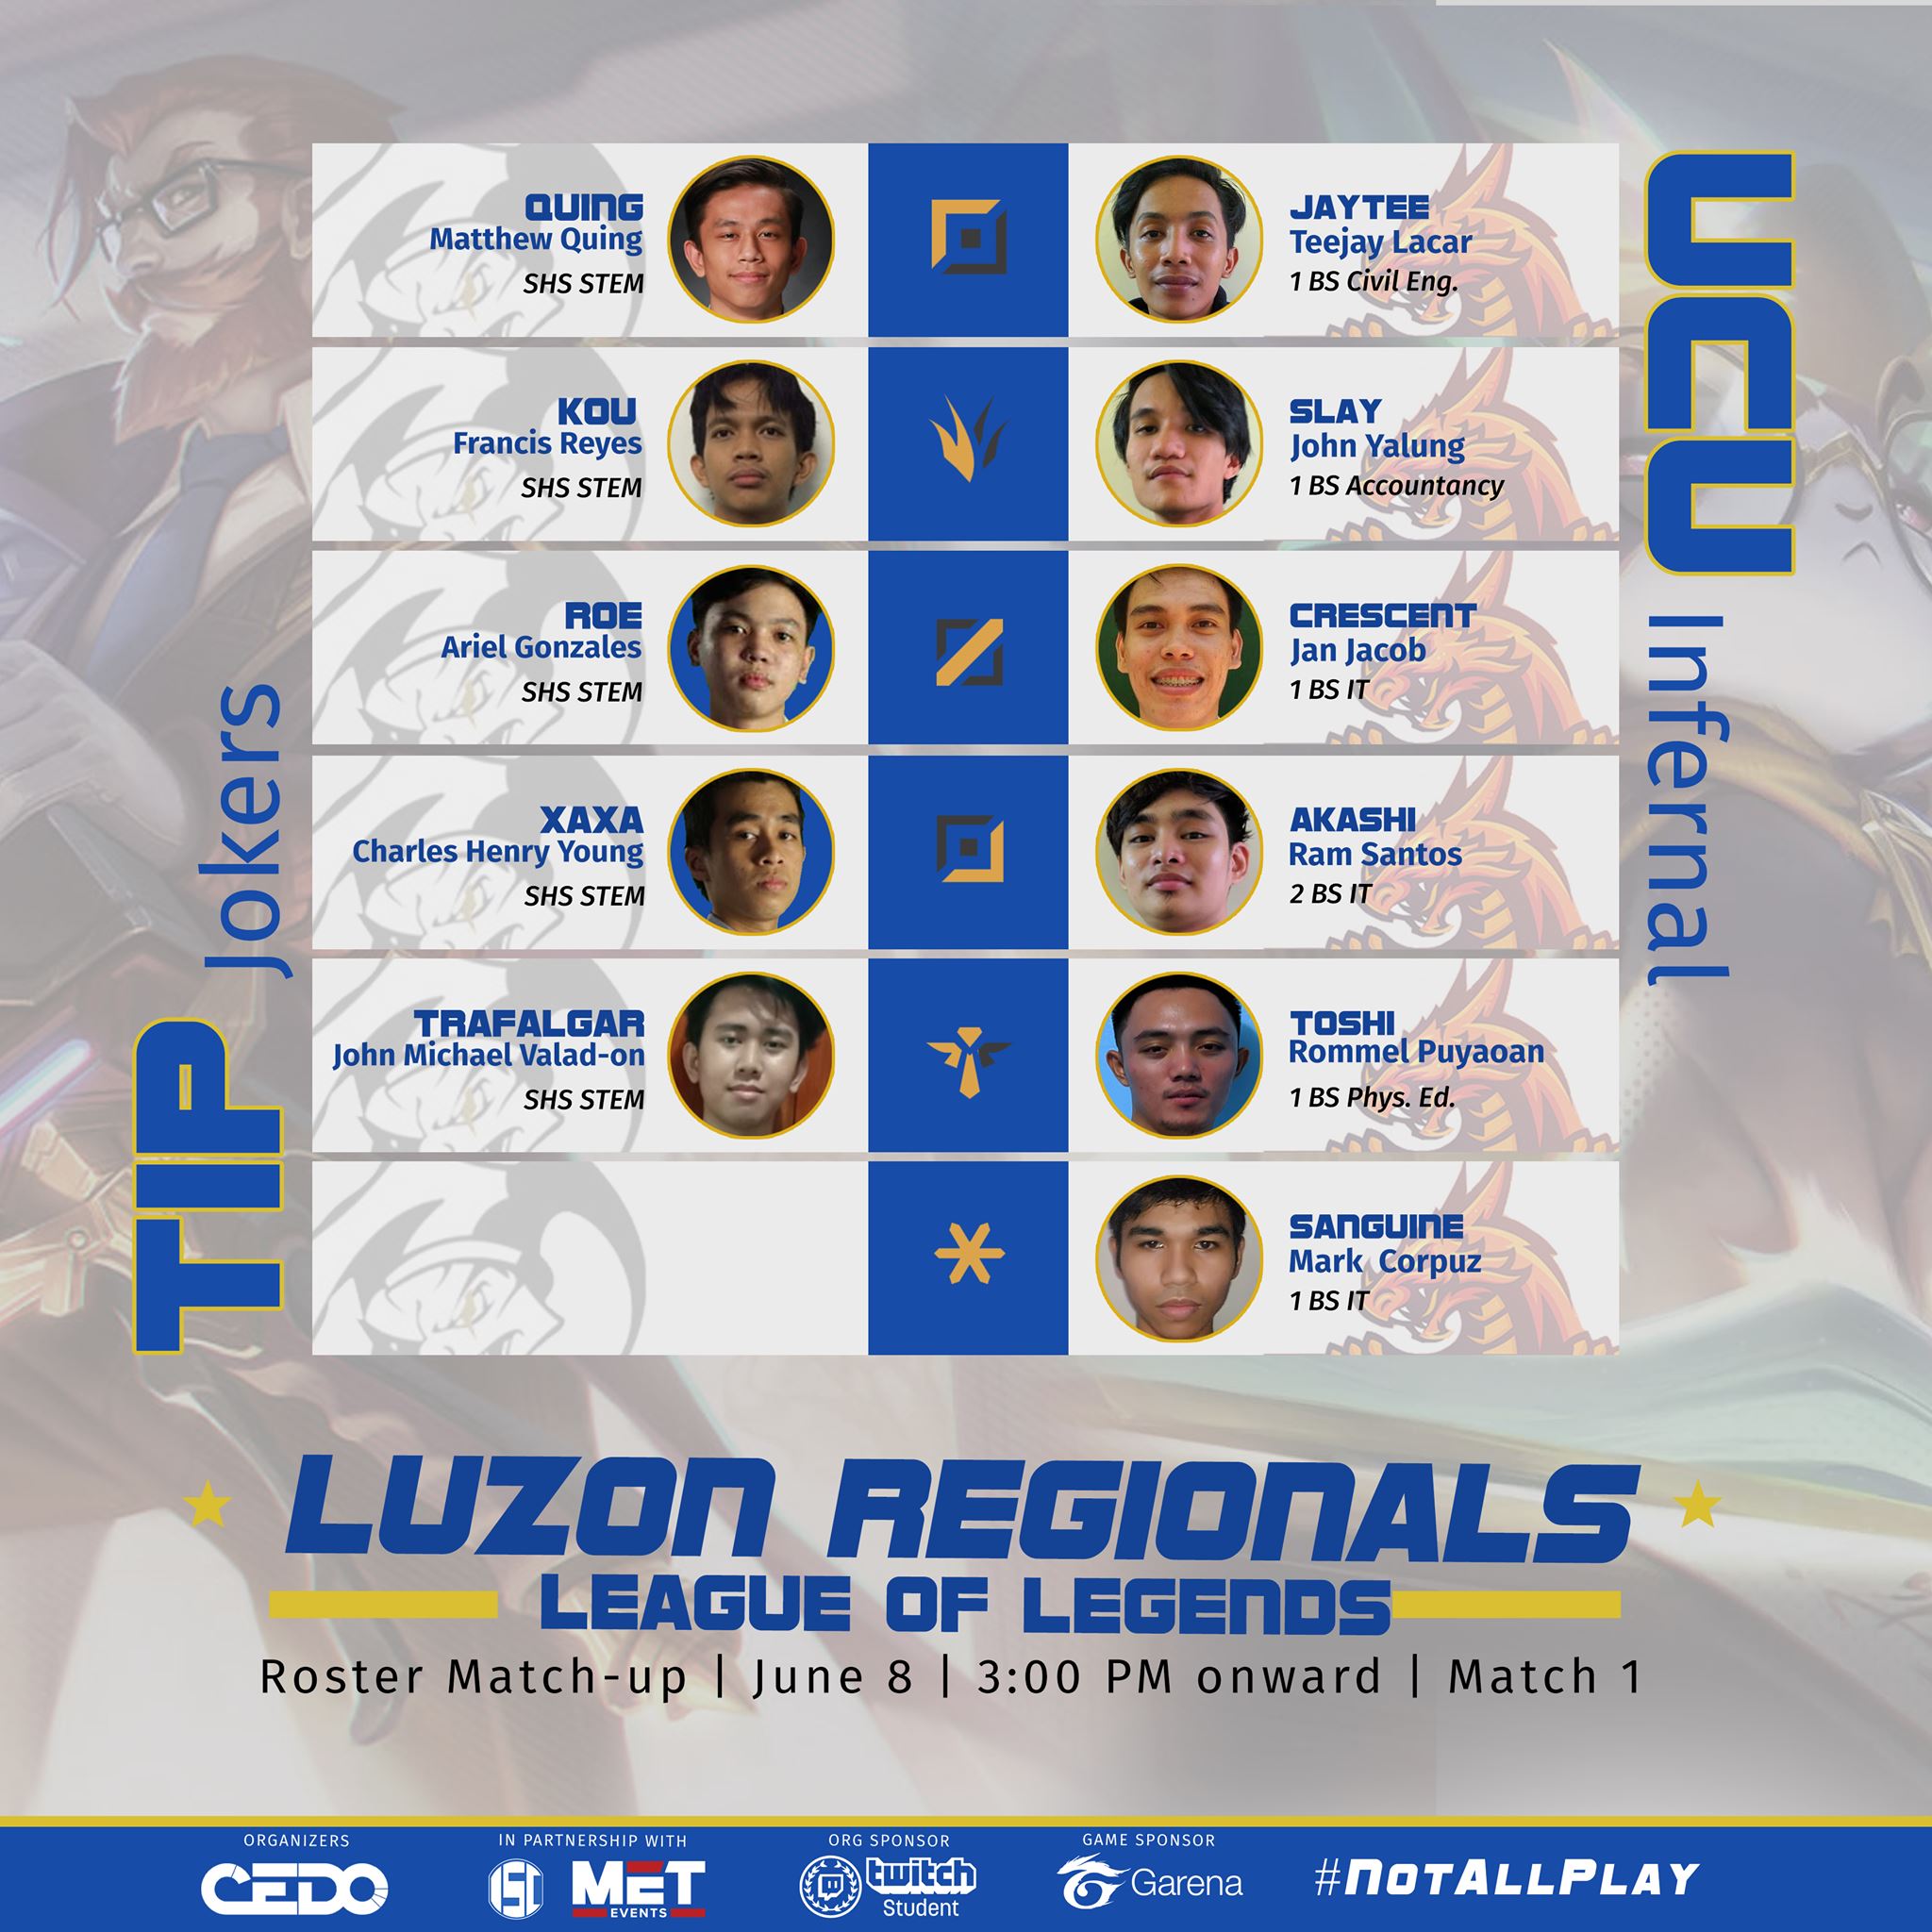 QUING
Matthew Quing
SHS STEM
JAYTEE
Teejay Lacar
1 BS Civil Eng.
KOU
Francis Reyes
SHS STEM
SLAY
John Yalung
1 BS Accountancy
ROE
Ariel Gonzales
SHS STEM
CRESCENT
Jan Jacob
1 BS IT
XAXA
Charles Henry Young
SHS STEM
AKASHI
Ram Santos
2 BS IT
TRAFALGAR
John Michael Valad-on
SHS STEM
TOSHI
Rommel Puyaoan
1 BS Phys. Ed.
SANGUINE
Mark Corpuz
1 BS IT
TIP Jokers
UCU Infernal
LUZON REGIONALS
LEAGUE OF LEGENDS
Roster Match-up | June 8 | 3:00 PM onward | Match 1
ORGANIZERS
CEDO
IN PARTNERSHIP WITH
MET
EVENTS
ORG SPONSOR
twitch
Student
GAME SPONSOR
Garena
#NOTALLPLAY